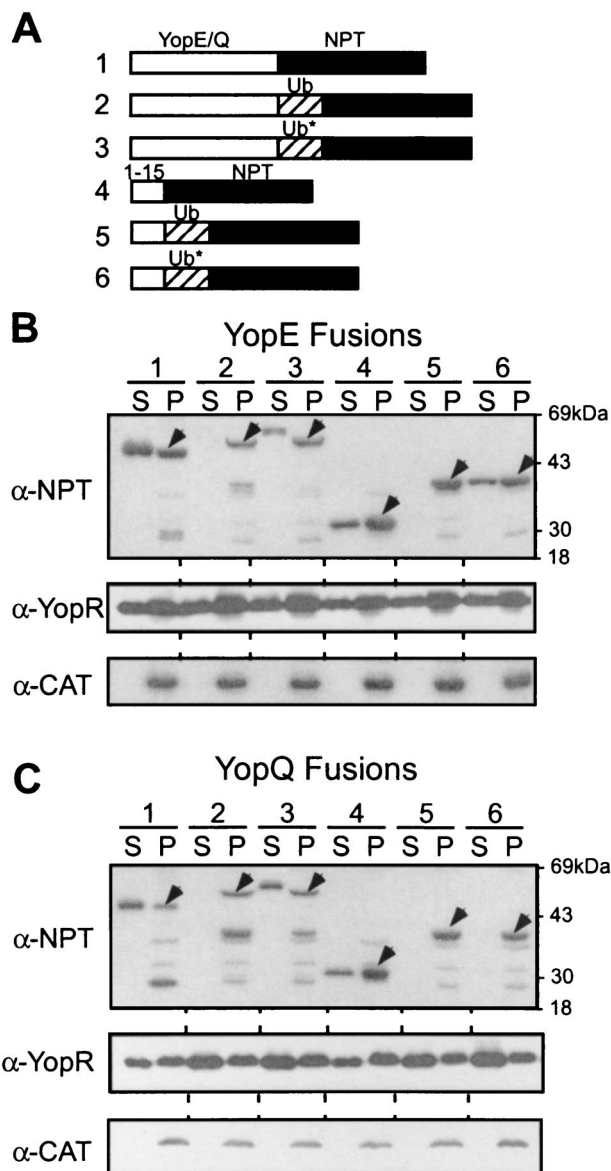 A
YopE/Q NPT
1
Ub
2
Ub*
3
1-15 NPT
4
Ub
5
Ub*
6
B YopE Fusions
1 2 3 4 5 6
S P S P S P S P S P S P
69kDa
α-NPT
43
30
18
α-YopR
α-CAT
C YopQ Fusions
1 2 3 4 5 6
S P S P S P S P S P S P
69kDa
α-NPT
43
30
18
α-YopR
α-CAT